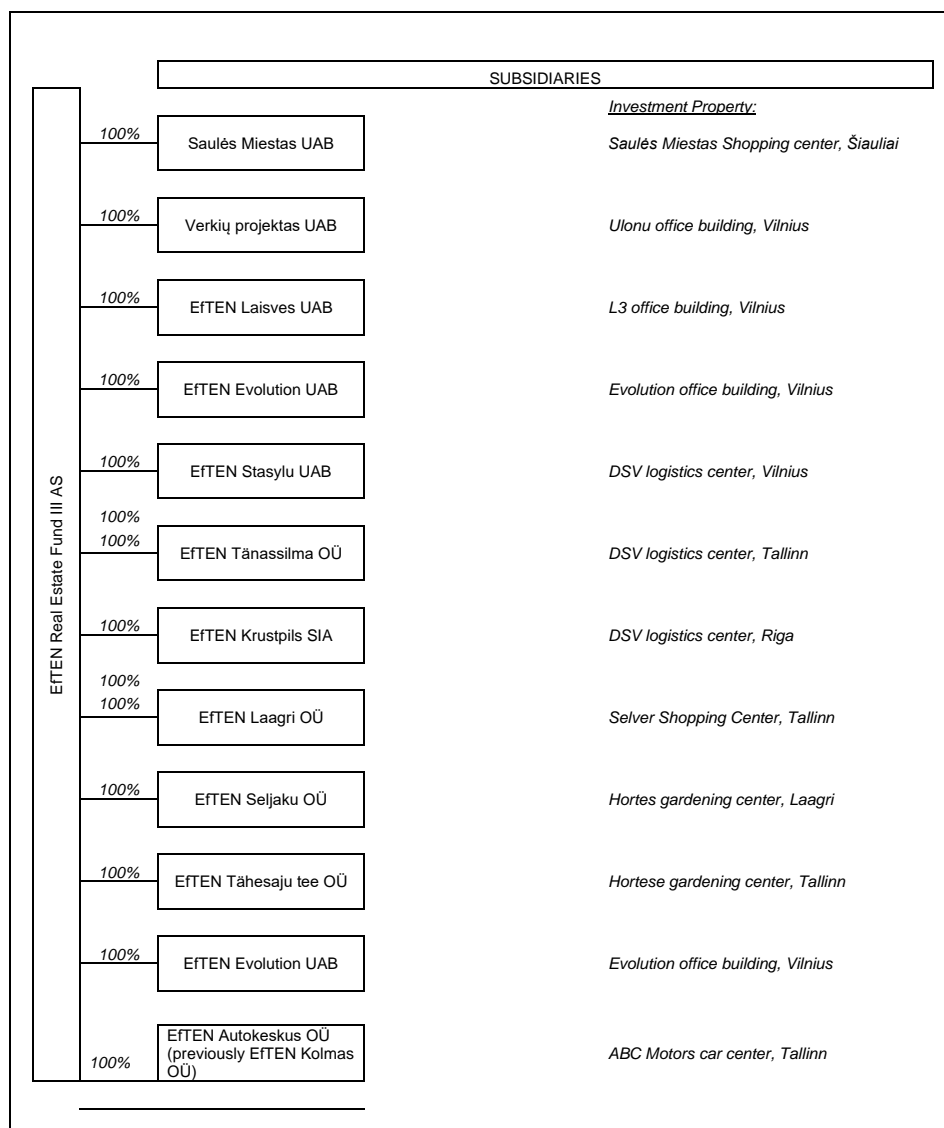 SUBSIDIARIES
EfTEN Real Estate Fund III AS
Investment Property:
100%
Saulės Miestas UAB
Saulės Miestas Shopping center, Šiauliai
100%
Verkių projektas UAB
Ulonu office building, Vilnius
100%
EfTEN Laisves UAB
L3 office building, Vilnius
100%
EfTEN Evolution UAB
Evolution office building, Vilnius
100%
EfTEN Stasylu UAB
DSV logistics center, Vilnius
100%
100%
EfTEN Tänassilma OÜ
DSV logistics center, Tallinn
100%
EfTEN Krustpils SIA
DSV logistics center, Riga
100%
100%
EfTEN Laagri OÜ
Selver Shopping Center, Tallinn
100%
EfTEN Seljaku OÜ
Hortes gardening center, Laagri
100%
EfTEN Tähesaju tee OÜ
Hortese gardening center, Tallinn
100%
EfTEN Evolution UAB
Evolution office building, Vilnius
100%
EfTEN Autokeskus OÜ
(previously EfTEN Kolmas
OÜ)
ABC Motors car center, Tallinn